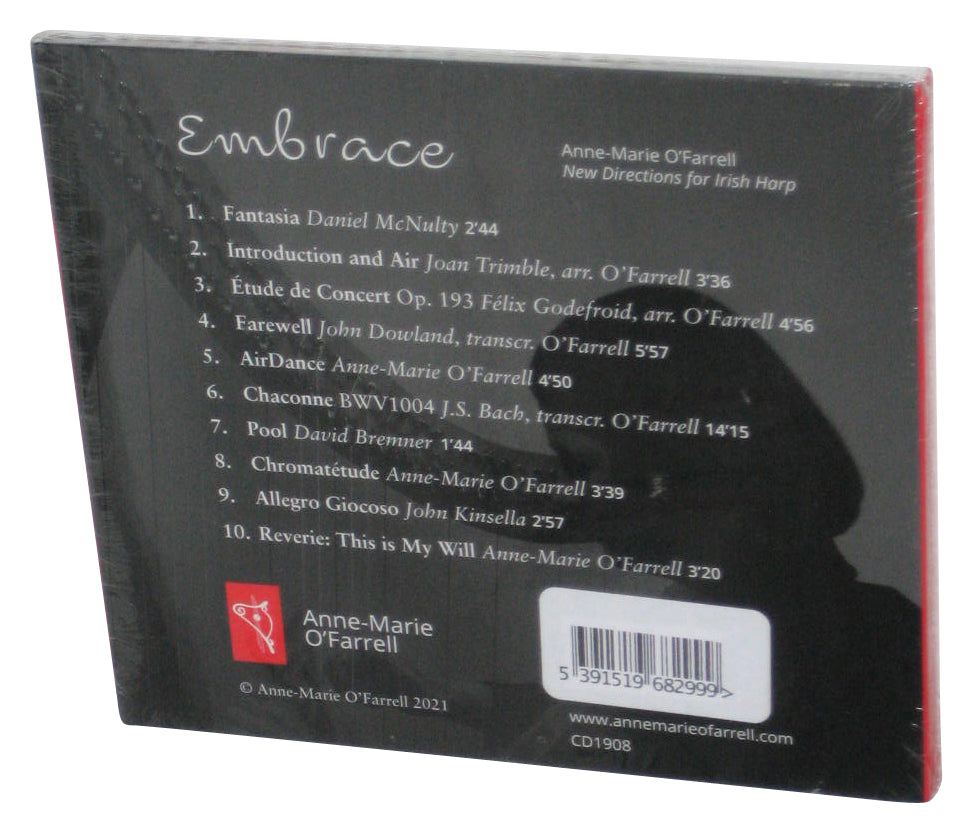 Embrace
Anne-Marie O'Farrell
New Directions for Irish Harp
1. Fantasia Daniel McNulty 2'44
2. Introduction and Air Joan Trimble, arr. O'Farrell 3'36
3. Étude de Concert Op. 193 Félix Godefroid, arr. O'Farrell 4'56
4. Farewell John Dowland, transcr. O'Farrell 5'57
5. AirDance Anne-Marie O'Farrell 4'50
6. Chaconne BWV1004 J.S. Bach, transcr. O'Farrell 14'15
7. Pool David Bremner 1'44
8. Chromatétude Anne-Marie O'Farrell 3'39
9. Allegro Giocoso John Kinsella 2'57
10. Reverie: This is My Will Anne-Marie O'Farrell 3'20
Anne-Marie
O'Farrell
© Anne-Marie O'Farrell 2021
5 391519 682999 >
www.annemarieofarrell.com
CD1908